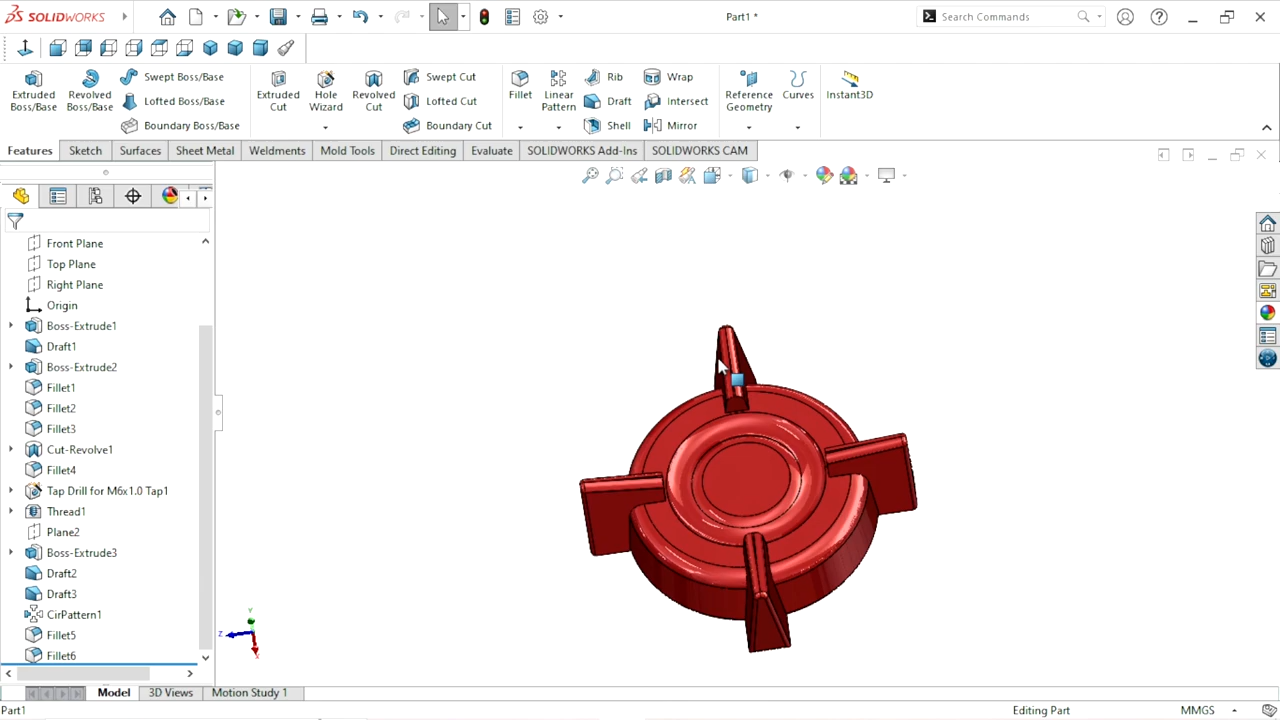 SOLIDWORKS
Part1 *
Search Commands
Extruded Boss/Base
Revolved Boss/Base
Swept Boss/Base
Lofted Boss/Base
Boundary Boss/Base
Extruded Cut
Hole Wizard
Revolved Cut
Swept Cut
Lofted Cut
Boundary Cut
Fillet
Linear Pattern
Rib
Draft
Shell
Wrap
Intersect
Mirror
Reference Geometry
Curves
Instant3D
Features
Sketch
Surfaces
Sheet Metal
Weldments
Mold Tools
Direct Editing
Evaluate
SOLIDWORKS Add-Ins
SOLIDWORKS CAM
Front Plane
Top Plane
Right Plane
Origin
Boss-Extrude1
Draft1
Boss-Extrude2
Fillet1
Fillet2
Fillet3
Cut-Revolve1
Fillet4
Tap Drill for M6x1.0 Tap1
Thread1
Plane2
Boss-Extrude3
Draft2
Draft3
CirPattern1
Fillet5
Fillet6
Y
Z
X
Model
3D Views
Motion Study 1
Part1
Editing Part
MMGS